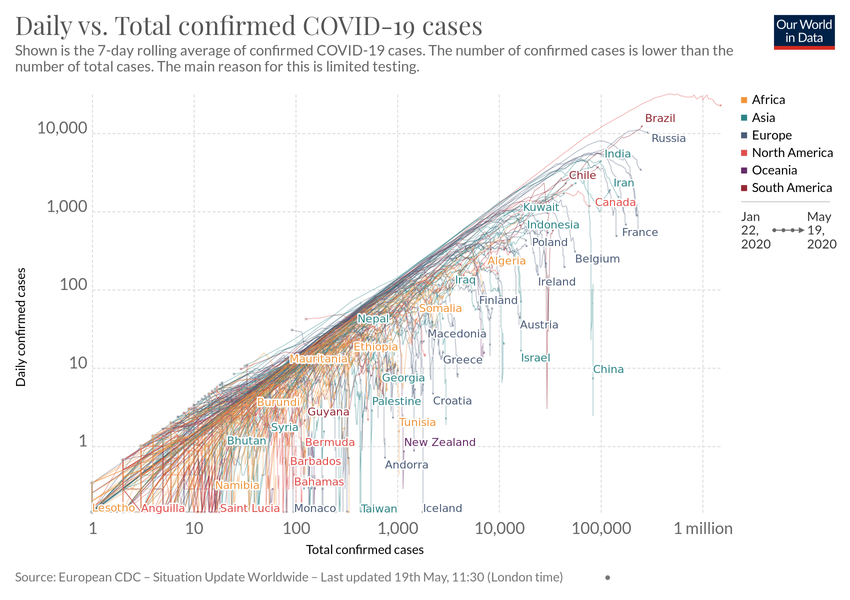 Daily vs. Total confirmed COVID-19 cases
Shown is the 7-day rolling average of confirmed COVID-19 cases. The number of confirmed cases is lower than the
number of total cases. The main reason for this is limited testing.
Our World
in Data
Africa
Asia
Europe
North America
Oceania
South America
Jan
22,
2020
May
19,
2020
Daily confirmed cases
10,000
1,000
100
10
1
Brazil
Russia
India
Chile
Iran
Canada
Kuwait
Indonesia
France
Poland
Belgium
Algeria
Iraq
Ireland
Finland
Somalia
Nepal
Austria
Macedonia
Ethiopia
Mauritania
Greece
Israel
China
Georgia
Burundi
Palestine
Croatia
Guyana
Tunisia
Syria
Bhutan
Bermuda
New Zealand
Barbados
Andorra
Bahamas
Namibia
Lesotho
Anguilla
Saint Lucia
Monaco
Taiwan
Iceland
1
10
100
1,000
10,000
100,000
1 million
Total confirmed cases
Source: European CDC – Situation Update Worldwide – Last updated 19th May, 11:30 (London time)